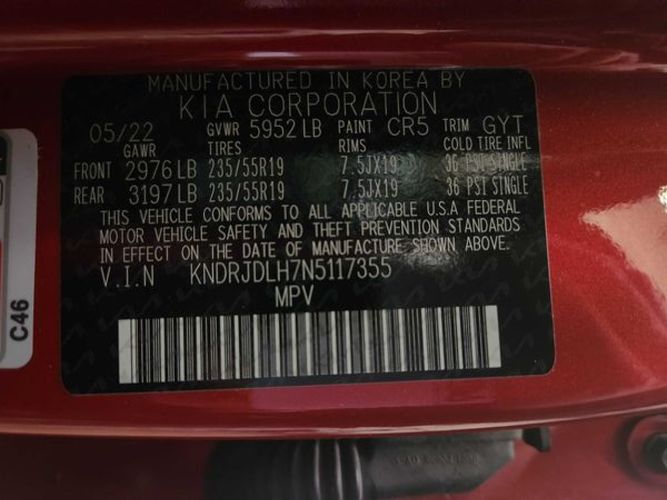 MANUFACTURED IN KOREA BY
KIA CORPORATION
05/22 GVWR 5952 LB PAINT CR5 TRIM GYT
GAWR TIRES RIMS COLD TIRE INFL
FRONT 2976 LB 235/55R19 7.5JX19 36 PSI SINGLE
REAR 3197 LB 235/55R19 7.5JX19 36 PSI SINGLE
THIS VEHICLE CONFORMS TO ALL APPLICABLE U.S.A FEDERAL
MOTOR VEHICLE SAFETY AND THEFT PREVENTION STANDARDS
IN EFFECT ON THE DATE OF MANUFACTURE SHOWN ABOVE.
V.I.N KNDRJDLH7N5117355
MPV
C46